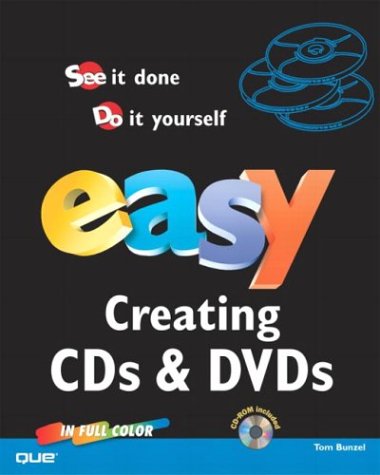 See it done
Do it yourself
easy
Creating
CDs & DVDs
IN FULL COLOR
CD-ROM included
QUE®
Tom Bunzel